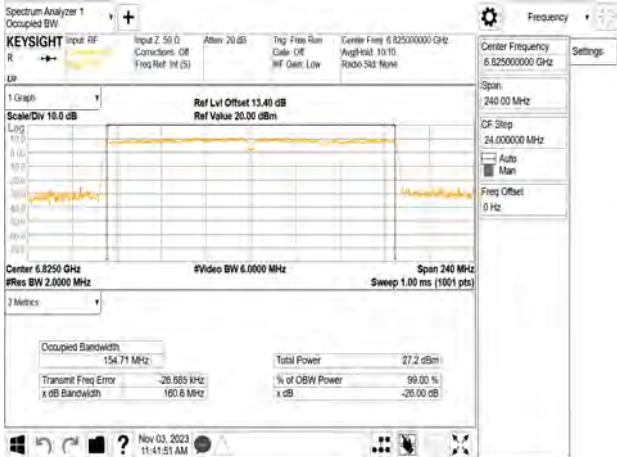 Spectrum Analyzer 1
Occupied BW
+
Frequency
KEYSIGHT
Input: RF
R
Input Z: 50 Ω
Corrections: Off
Freq Ref: Int (S)
Atten: 20 dB
Trig: Free Run
Gate: Off
#IF Gain: Low
Center Freq: 6.825000000 GHz
Avg|Hold: 10/10
Radio Std: None
Center Frequency
6.825000000 GHz
Settings
Span
240.00 MHz
CF Step
24.000000 MHz
Auto
Man
Freq Offset
0 Hz
1 Graph
Scale/Div 10.0 dB
Ref Lvl Offset 13.40 dB
Ref Value 20.00 dBm
Log
10.0
0.00
Center 6.8250 GHz
#Res BW 2.0000 MHz
#Video BW 6.0000 MHz
Span 240 MHz
Sweep 1.00 ms (1001 pts)
2 Metrics
Occupied Bandwidth
154.71 MHz
Total Power
27.2 dBm
Transmit Freq Error
-26.685 kHz
% of OBW Power
99.00 %
x dB Bandwidth
160.6 MHz
x dB
-26.00 dB
?
Nov 03, 2023
11:41:51 AM